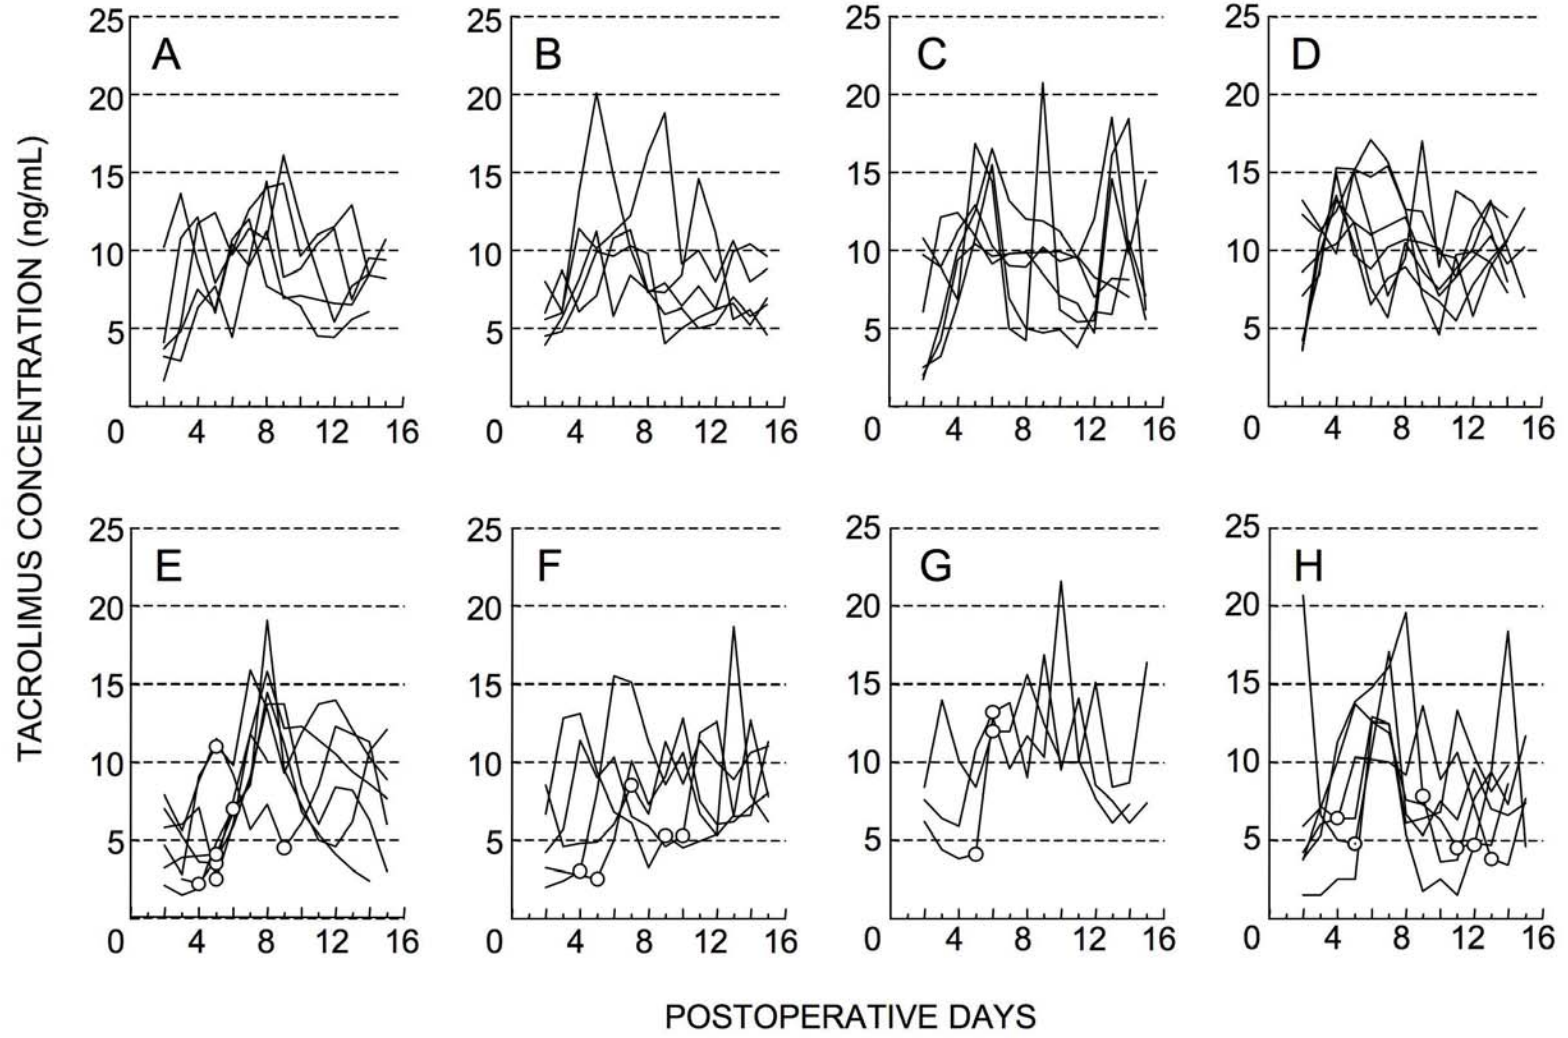 TACROLIMUS CONCENTRATION (ng/mL)
25 25 25 25
A B C D
20 20 20 20
15 15 15 15
10 10 10 10
5 5 5 5
0 4 8 12 16 0 4 8 12 16 0 4 8 12 16 0 4 8 12 16
25 25 25 25
E F G H
20 20 20 20
15 15 15 15
10 10 10 10
5 5 5 5
0 4 8 12 16 0 4 8 12 16 0 4 8 12 16 0 4 8 12 16
POSTOPERATIVE DAYS